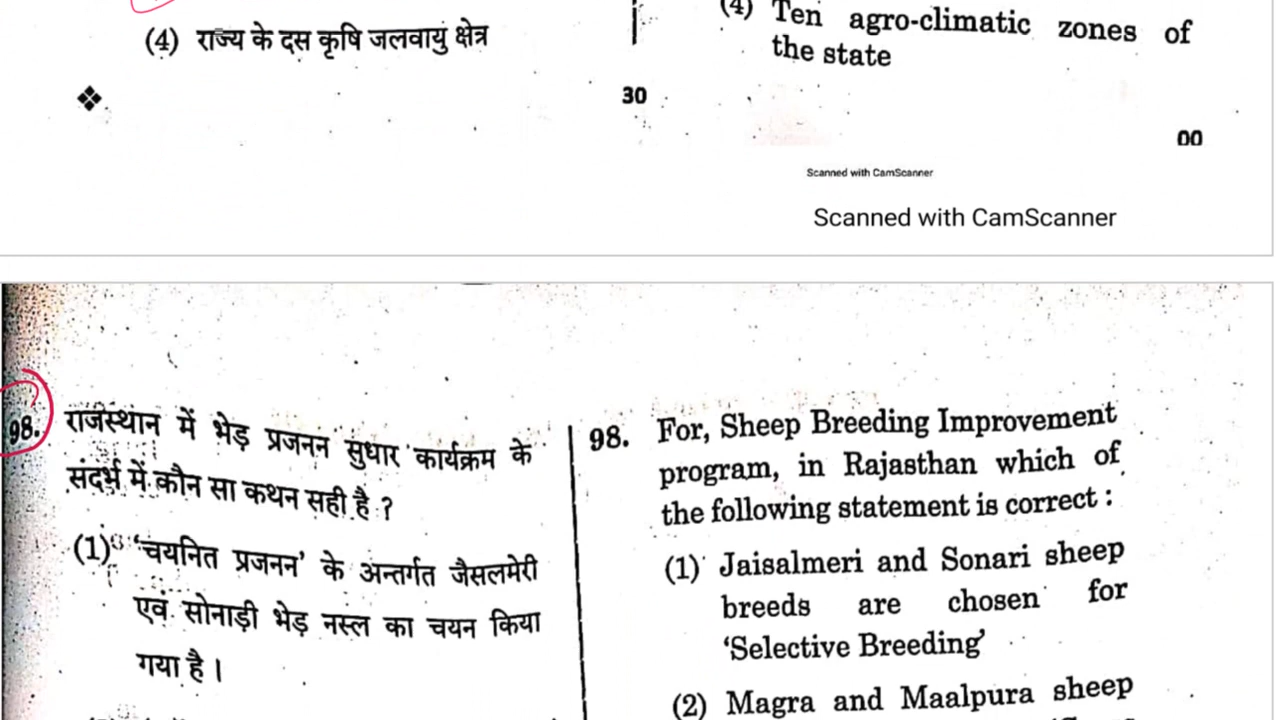 (4) राज्य के दस कृषि जलवायु क्षेत्र
(4) Ten agro-climatic zones of
the state
❖
30
00
Scanned with CamScanner
Scanned with CamScanner
98. राजस्थान में भेड़ प्रजनन सुधार कार्यक्रम के
संदर्भ में कौन सा कथन सही है ?
(1) 'चयनित प्रजनन' के अन्तर्गत जैसलमेरी
एवं सोनाड़ी भेड़ नस्ल का चयन किया
गया है ।
98. For, Sheep Breeding Improvement
program, in Rajasthan which of
the following statement is correct :
(1) Jaisalmeri and Sonari sheep
breeds are chosen for
'Selective Breeding'
(2) Magra and Maalpura sheep